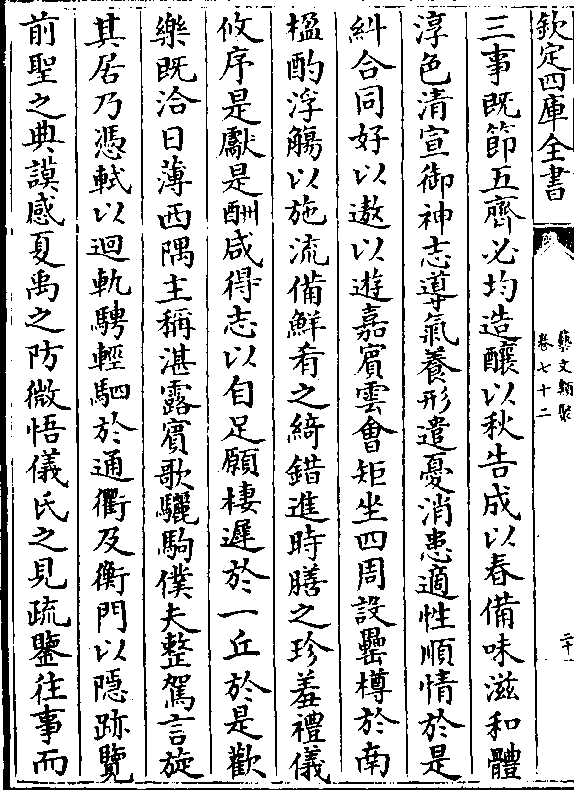 欽定四庫全書
藝文類聚
卷七十二
二十一
三事既節五齊必均造釀以秋告成以春備味滋和體
淳色清宣御神志導氣養形遣憂消患適性順情於是
糾合同好以遨以遊嘉賓雲會矩坐四周設罍樽於南
楹酌浮觴以施流備鮮肴之綺錯進時膳之珍羞禮儀
攸序是獻是酬咸得志以自足願棲遲於一丘於是歡
樂既洽日薄西隅主稱湛露賓歌驪駒僕夫整駕言旋
其居乃憑軾以迴軌騁輕駟於通衢及衡門以隱跡覽
前聖之典謨感夏禹之防微悟儀氏之見疏鑒往事而